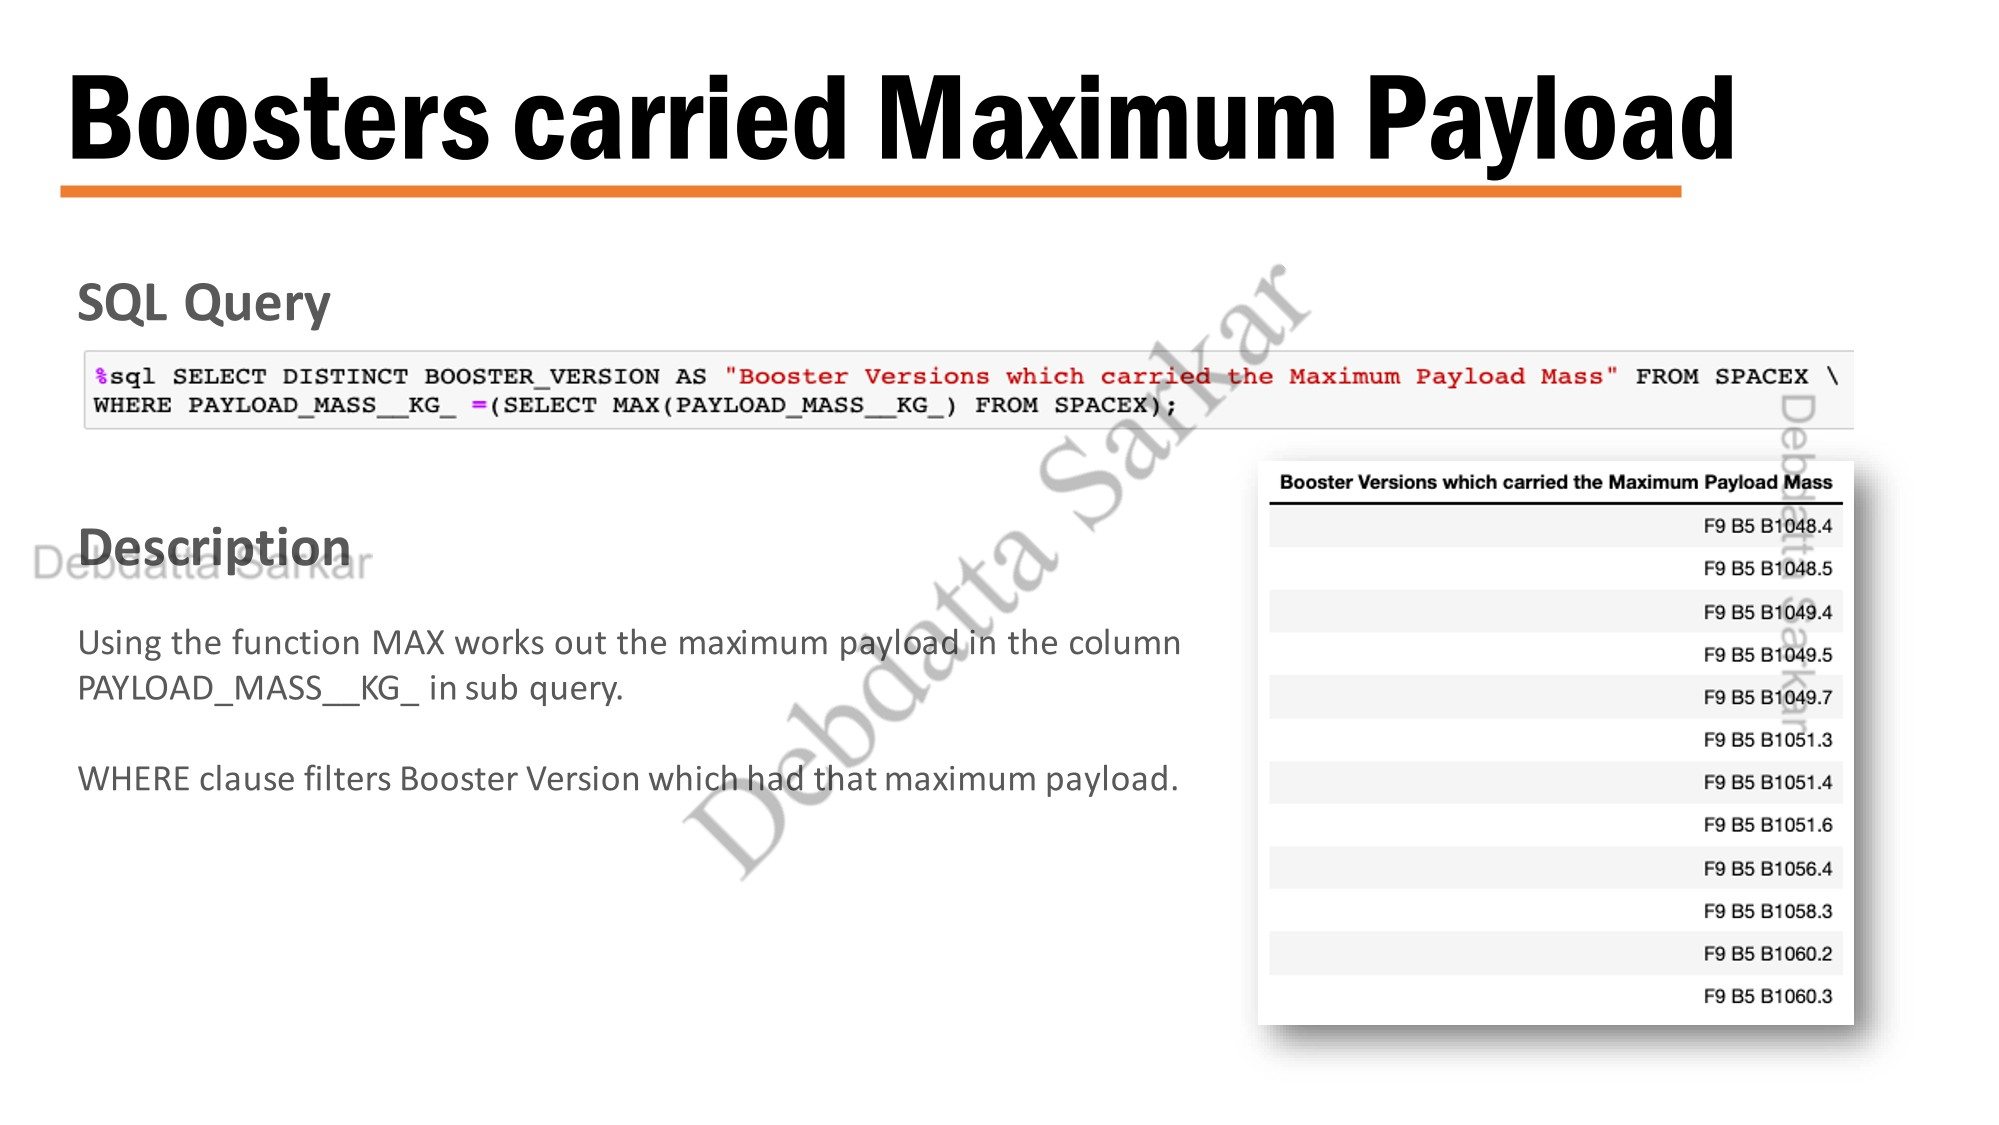 Boosters carried Maximum Payload
SQL Query
%sql SELECT DISTINCT BOOSTER_VERSION AS "Booster Versions which carried the Maximum Payload Mass" FROM SPACEX \
WHERE PAYLOAD_MASS__KG_ =(SELECT MAX(PAYLOAD_MASS__KG_) FROM SPACEX);
Description
Using the function MAX works out the maximum payload in the column
PAYLOAD_MASS__KG_ in sub query.
WHERE clause filters Booster Version which had that maximum payload.
Booster Versions which carried the Maximum Payload Mass
F9 B5 B1048.4
F9 B5 B1048.5
F9 B5 B1049.4
F9 B5 B1049.5
F9 B5 B1049.7
F9 B5 B1051.3
F9 B5 B1051.4
F9 B5 B1051.6
F9 B5 B1056.4
F9 B5 B1058.3
F9 B5 B1060.2
F9 B5 B1060.3
Debdatta Sarkar
Debdatta Sarkar
Debdatta Sarkar